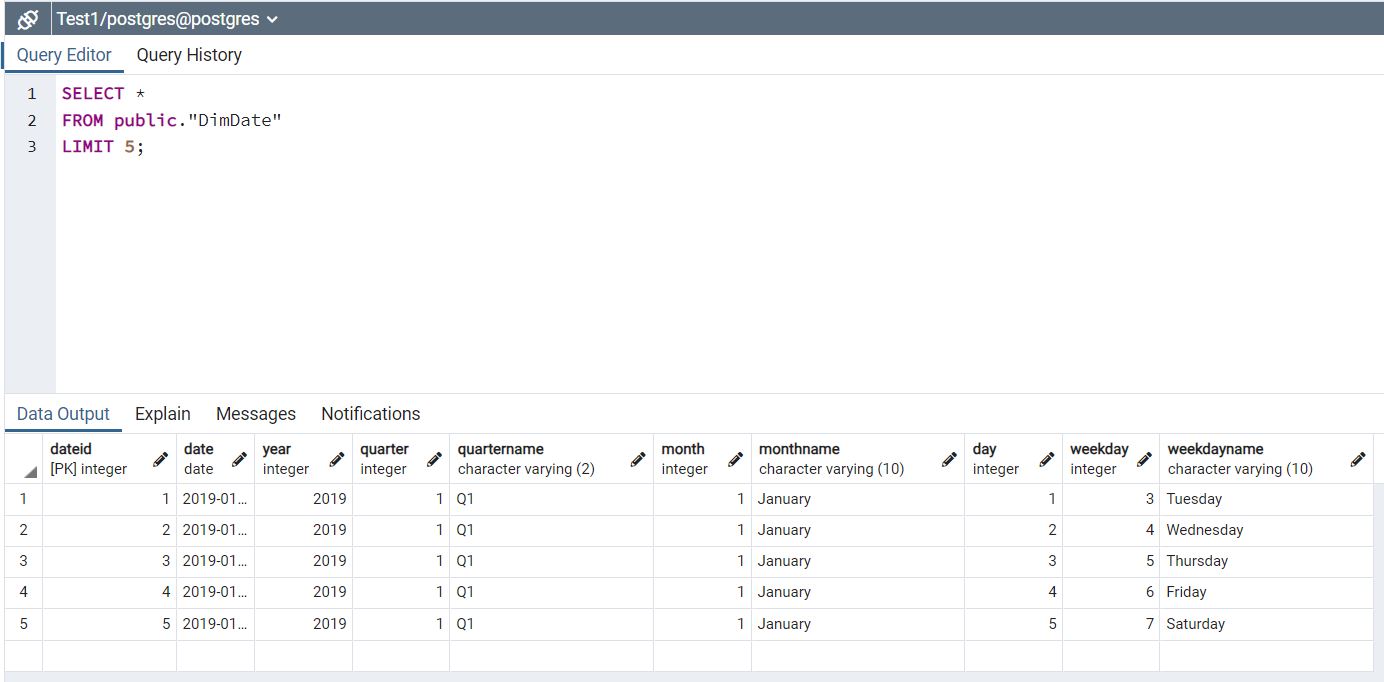 Test1/postgres@postgres
Query Editor Query History
1 SELECT *
2 FROM public."DimDate"
3 LIMIT 5;
Data Output Explain Messages Notifications
dateid date year quarter quartername month monthname day weekday weekdayname
[PK] integer date integer integer character varying (2) integer character varying (10) integer integer character varying (10)
1 1 2019-01... 2019 1 Q1 1 January 1 3 Tuesday
2 2 2019-01... 2019 1 Q1 1 January 2 4 Wednesday
3 3 2019-01... 2019 1 Q1 1 January 3 5 Thursday
4 4 2019-01... 2019 1 Q1 1 January 4 6 Friday
5 5 2019-01... 2019 1 Q1 1 January 5 7 Saturday